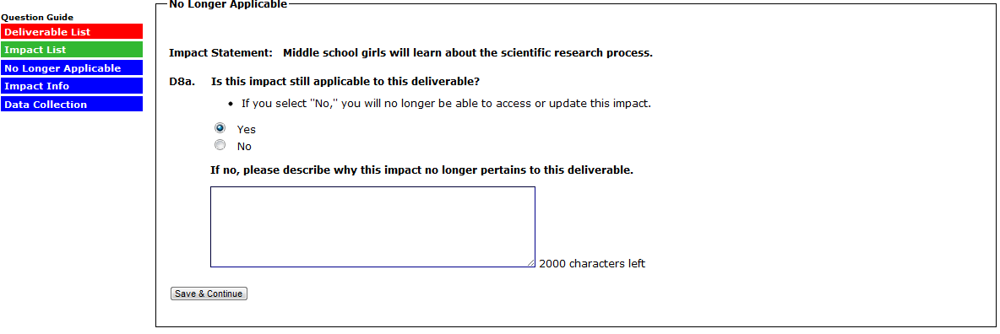 No Longer Applicable
Question Guide
Deliverable List
Impact List
No Longer Applicable
Impact Info
Data Collection
Impact Statement: Middle school girls will learn about the scientific research process.
D8a. Is this impact still applicable to this deliverable?
• If you select "No," you will no longer be able to access or update this impact.
Yes
No
If no, please describe why this impact no longer pertains to this deliverable.
2000 characters left
Save & Continue